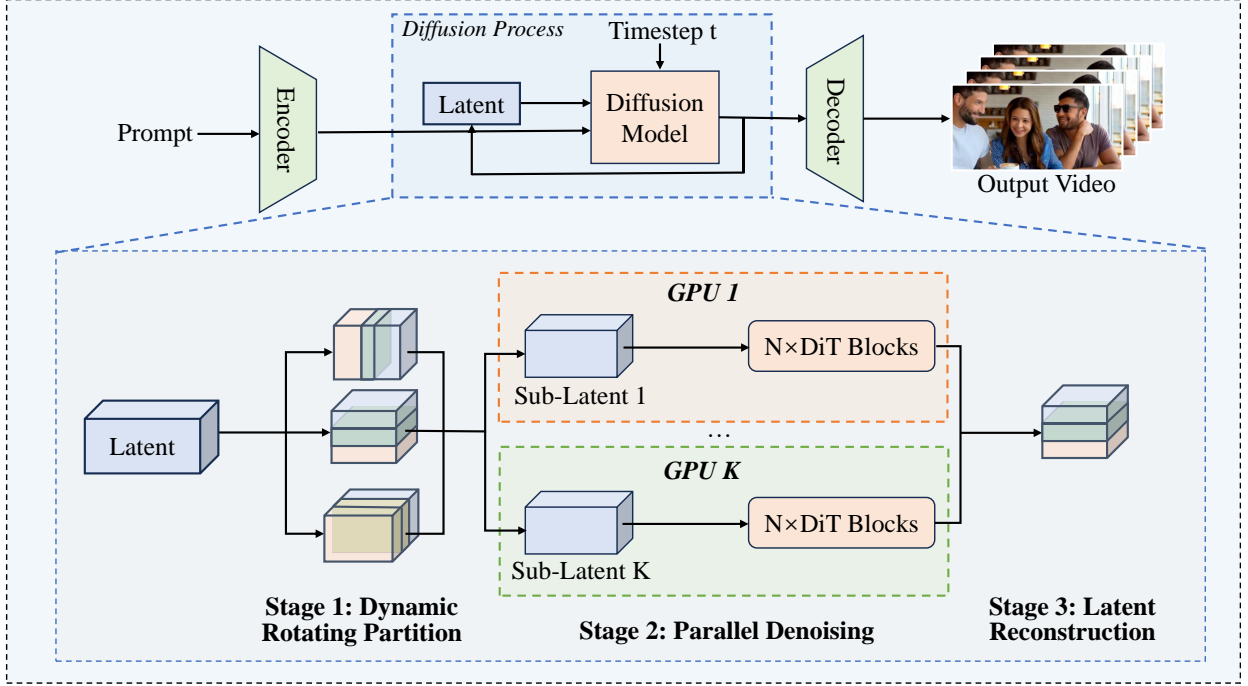 Diffusion Process
Timestep t
Encoder
Latent
Diffusion
Model
Decoder
Prompt
Output Video
GPU 1
N×DiT Blocks
Sub-Latent 1
Latent
...
GPU K
N×DiT Blocks
Sub-Latent K
Stage 1: Dynamic
Rotating Partition
Stage 2: Parallel Denoising
Stage 3: Latent
Reconstruction